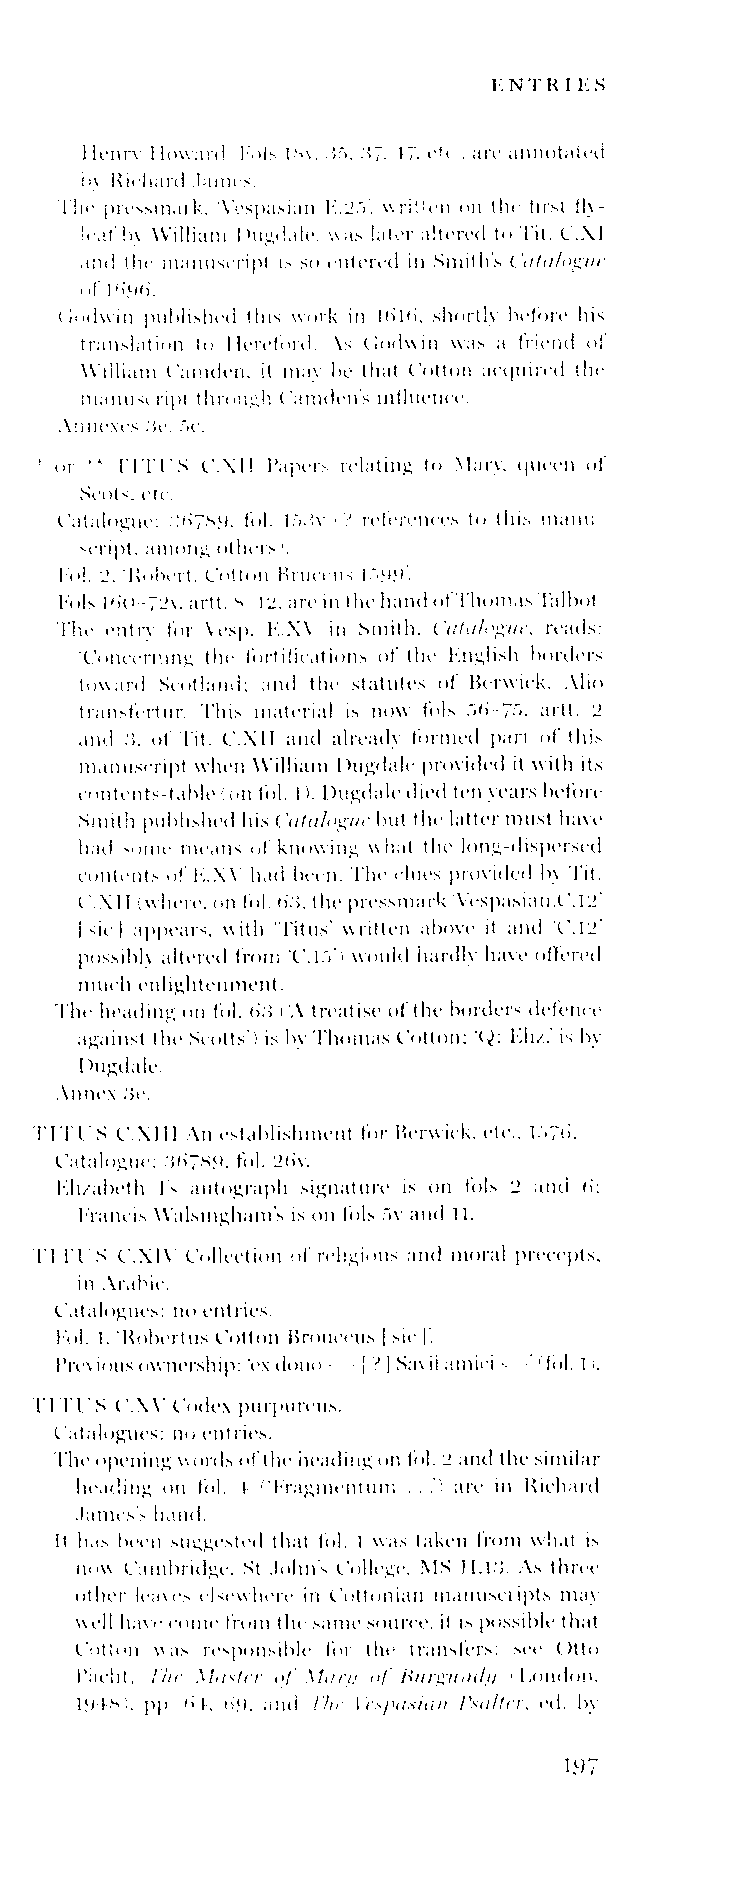 ENTRIES
Henry Howard. Fols 18v, 35, 37, 47, etc., are annotated
by Richard James.
The pressmark, 'Vespasian E.25', written on the first fly-
leaf by William Dugdale, was later altered to Tit. C.XI
and the manuscript is so entered in Smith's Catalogue
of 1696.
Godwin published this work in 1616, shortly before his
translation to Hereford. As Godwin was a friend of
William Camden, it may be that Cotton acquired the
manuscript through Camden's influence.
Annexes 3e, 5c.
* or ** TITUS C.XII Papers relating to Mary, queen of
Scots, etc.
Catalogue: 36789, fol. 153v (? references to this manu-
script, among others).
Fol. 2, 'Robert. Cotton Bruceus 1599'.
Fols 160–72v, artt. 8–12, are in the hand of Thomas Talbot.
The entry for Vesp. E.XV in Smith, Catalogue, reads:
'Concerning the fortifications of the English borders
toward Scotland; and the statutes of Berwick. Alio
transfertur. This material is now fols 56–75, artt. 2
and 3, of Tit. C.XII and already formed part of this
manuscript when William Dugdale provided it with its
contents-table (on fol. 1). Dugdale died ten years before
Smith published his Catalogue but the latter must have
had some means of knowing what the long-dispersed
contents of E.XV had been. The clues provided by Tit.
C.XII (where, on fol. 63, the pressmark 'Vespasian.C.12'
[sic] appears, with 'Titus' written above it and 'C.12'
possibly altered from 'C.15') would hardly have offered
much enlightenment.
The heading on fol. 63 ('A treatise of the borders defence
against the Scotts') is by Thomas Cotton; 'Q: Eliz.' is by
Dugdale.
Annex 3e.
TITUS C.XIII An establishment for Berwick, etc., 1576.
Catalogue: 36789, fol. 26v.
Elizabeth I's autograph signature is on fols 2 and 6;
Francis Walsingham's is on fols 5v and 11.
TITUS C.XIV Collection of religious and moral precepts,
in Arabic.
Catalogues: no entries.
Fol. 1, 'Robertus Cotton Brouceus [sic]'.
Previous ownership: 'ex dono < > [?] Savil amici < >' (fol. 1).
TITUS C.XV Codex purpureus.
Catalogues: no entries.
The opening words of the heading on fol. 2 and the similar
heading on fol. 4 ('Fragmentum . . .') are in Richard
James's hand.
It has been suggested that fol. 1 was taken from what is
now Cambridge, St John's College, MS H.13. As three
other leaves elsewhere in Cottonian manuscripts may
well have come from the same source, it is possible that
Cotton was responsible for the transfers: see Otto
Pächt, The Master of Mary of Burgundy (London,
1948), pp. 64, 69, and The Vespasian Psalter, ed. by
197